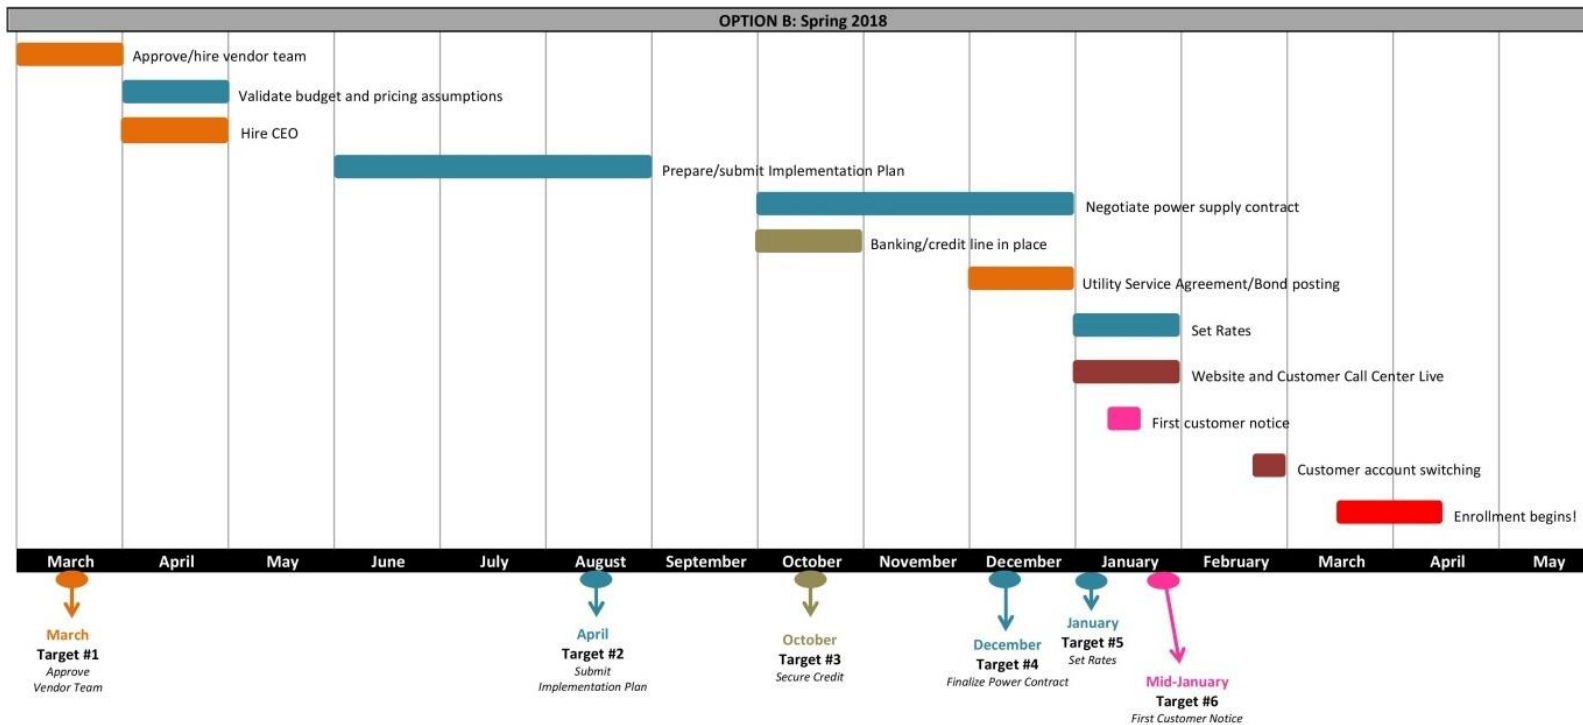 OPTION B: Spring 2018
Approve/hire vendor team
Validate budget and pricing assumptions
Hire CEO
Prepare/submit Implementation Plan
Negotiate power supply contract
Banking/credit line in place
Utility Service Agreement/Bond posting
Set Rates
Website and Customer Call Center Live
First customer notice
Customer account switching
Enrollment begins!
March April May June July August September October November December January February March April May
March
Target #1
Approve
Vendor Team
April
Target #2
Submit
Implementation Plan
October
Target #3
Secure Credit
December
Target #4
Finalize Power Contract
January
Target #5
Set Rates
Mid-January
Target #6
First Customer Notice